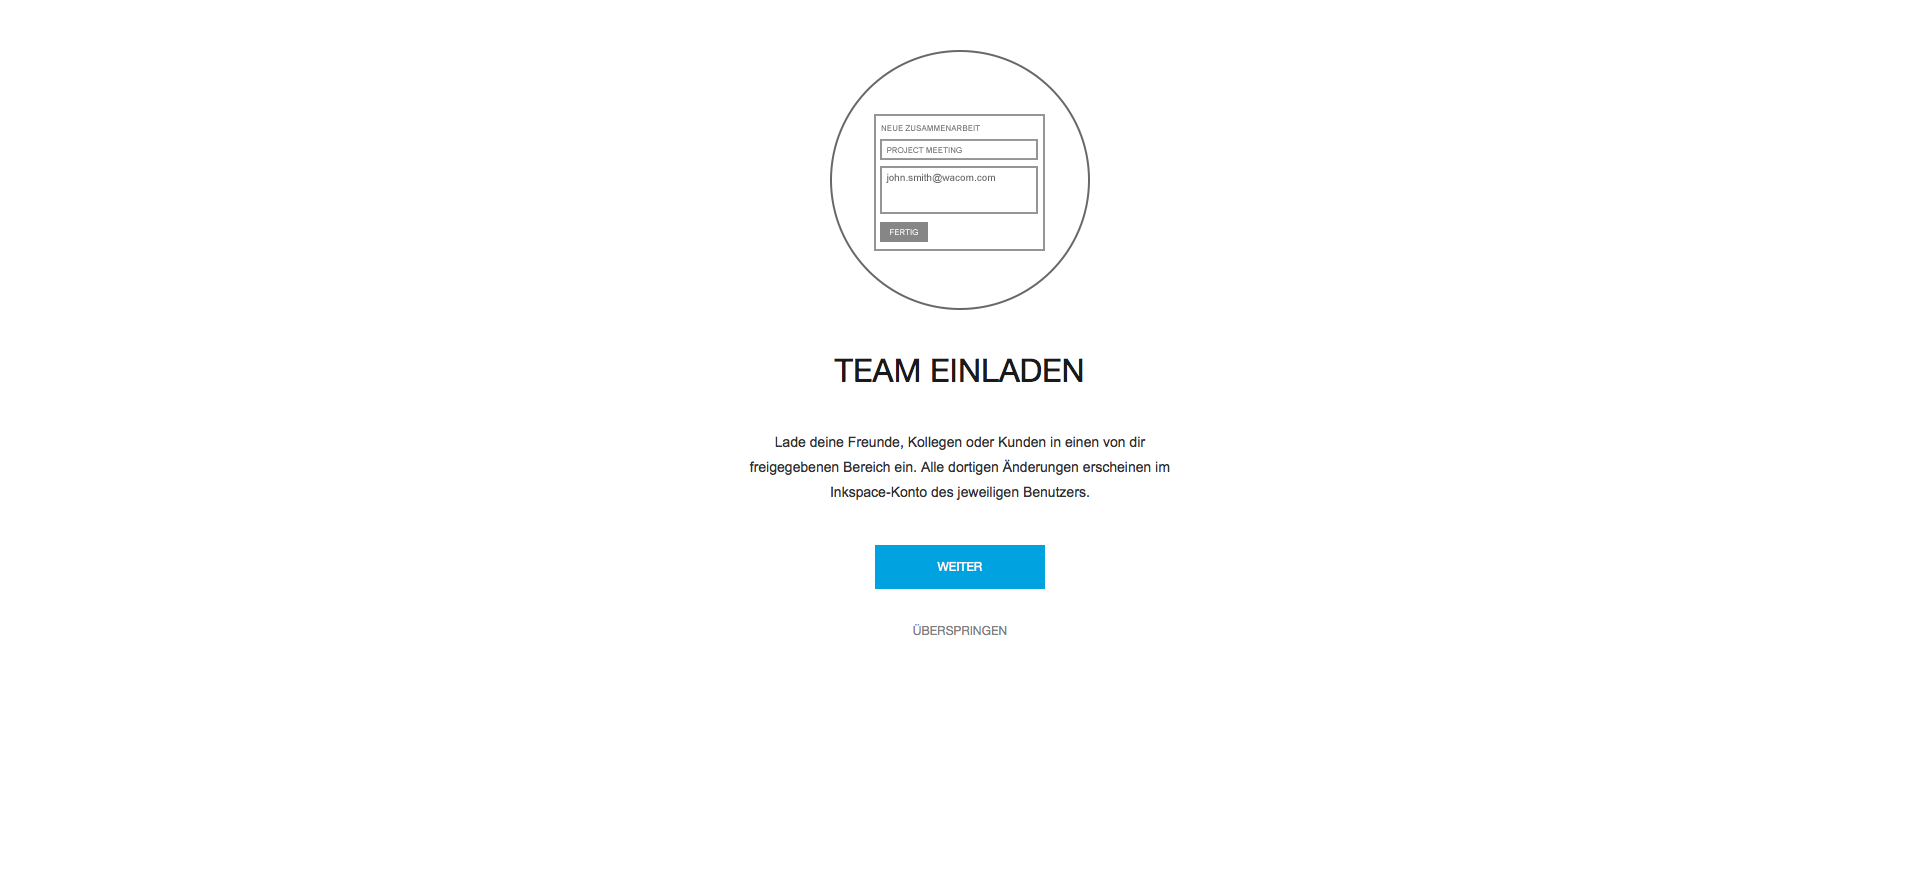 NEUE ZUSAMMENARBEIT
PROJECT MEETING
john.smith@wacom.com
FERTIG
TEAM EINLADEN
Lade deine Freunde, Kollegen oder Kunden in einen von dir
freigegebenen Bereich ein. Alle dortigen Änderungen erscheinen im
Inkspace-Konto des jeweiligen Benutzers.
WEITER
ÜBERSPRINGEN